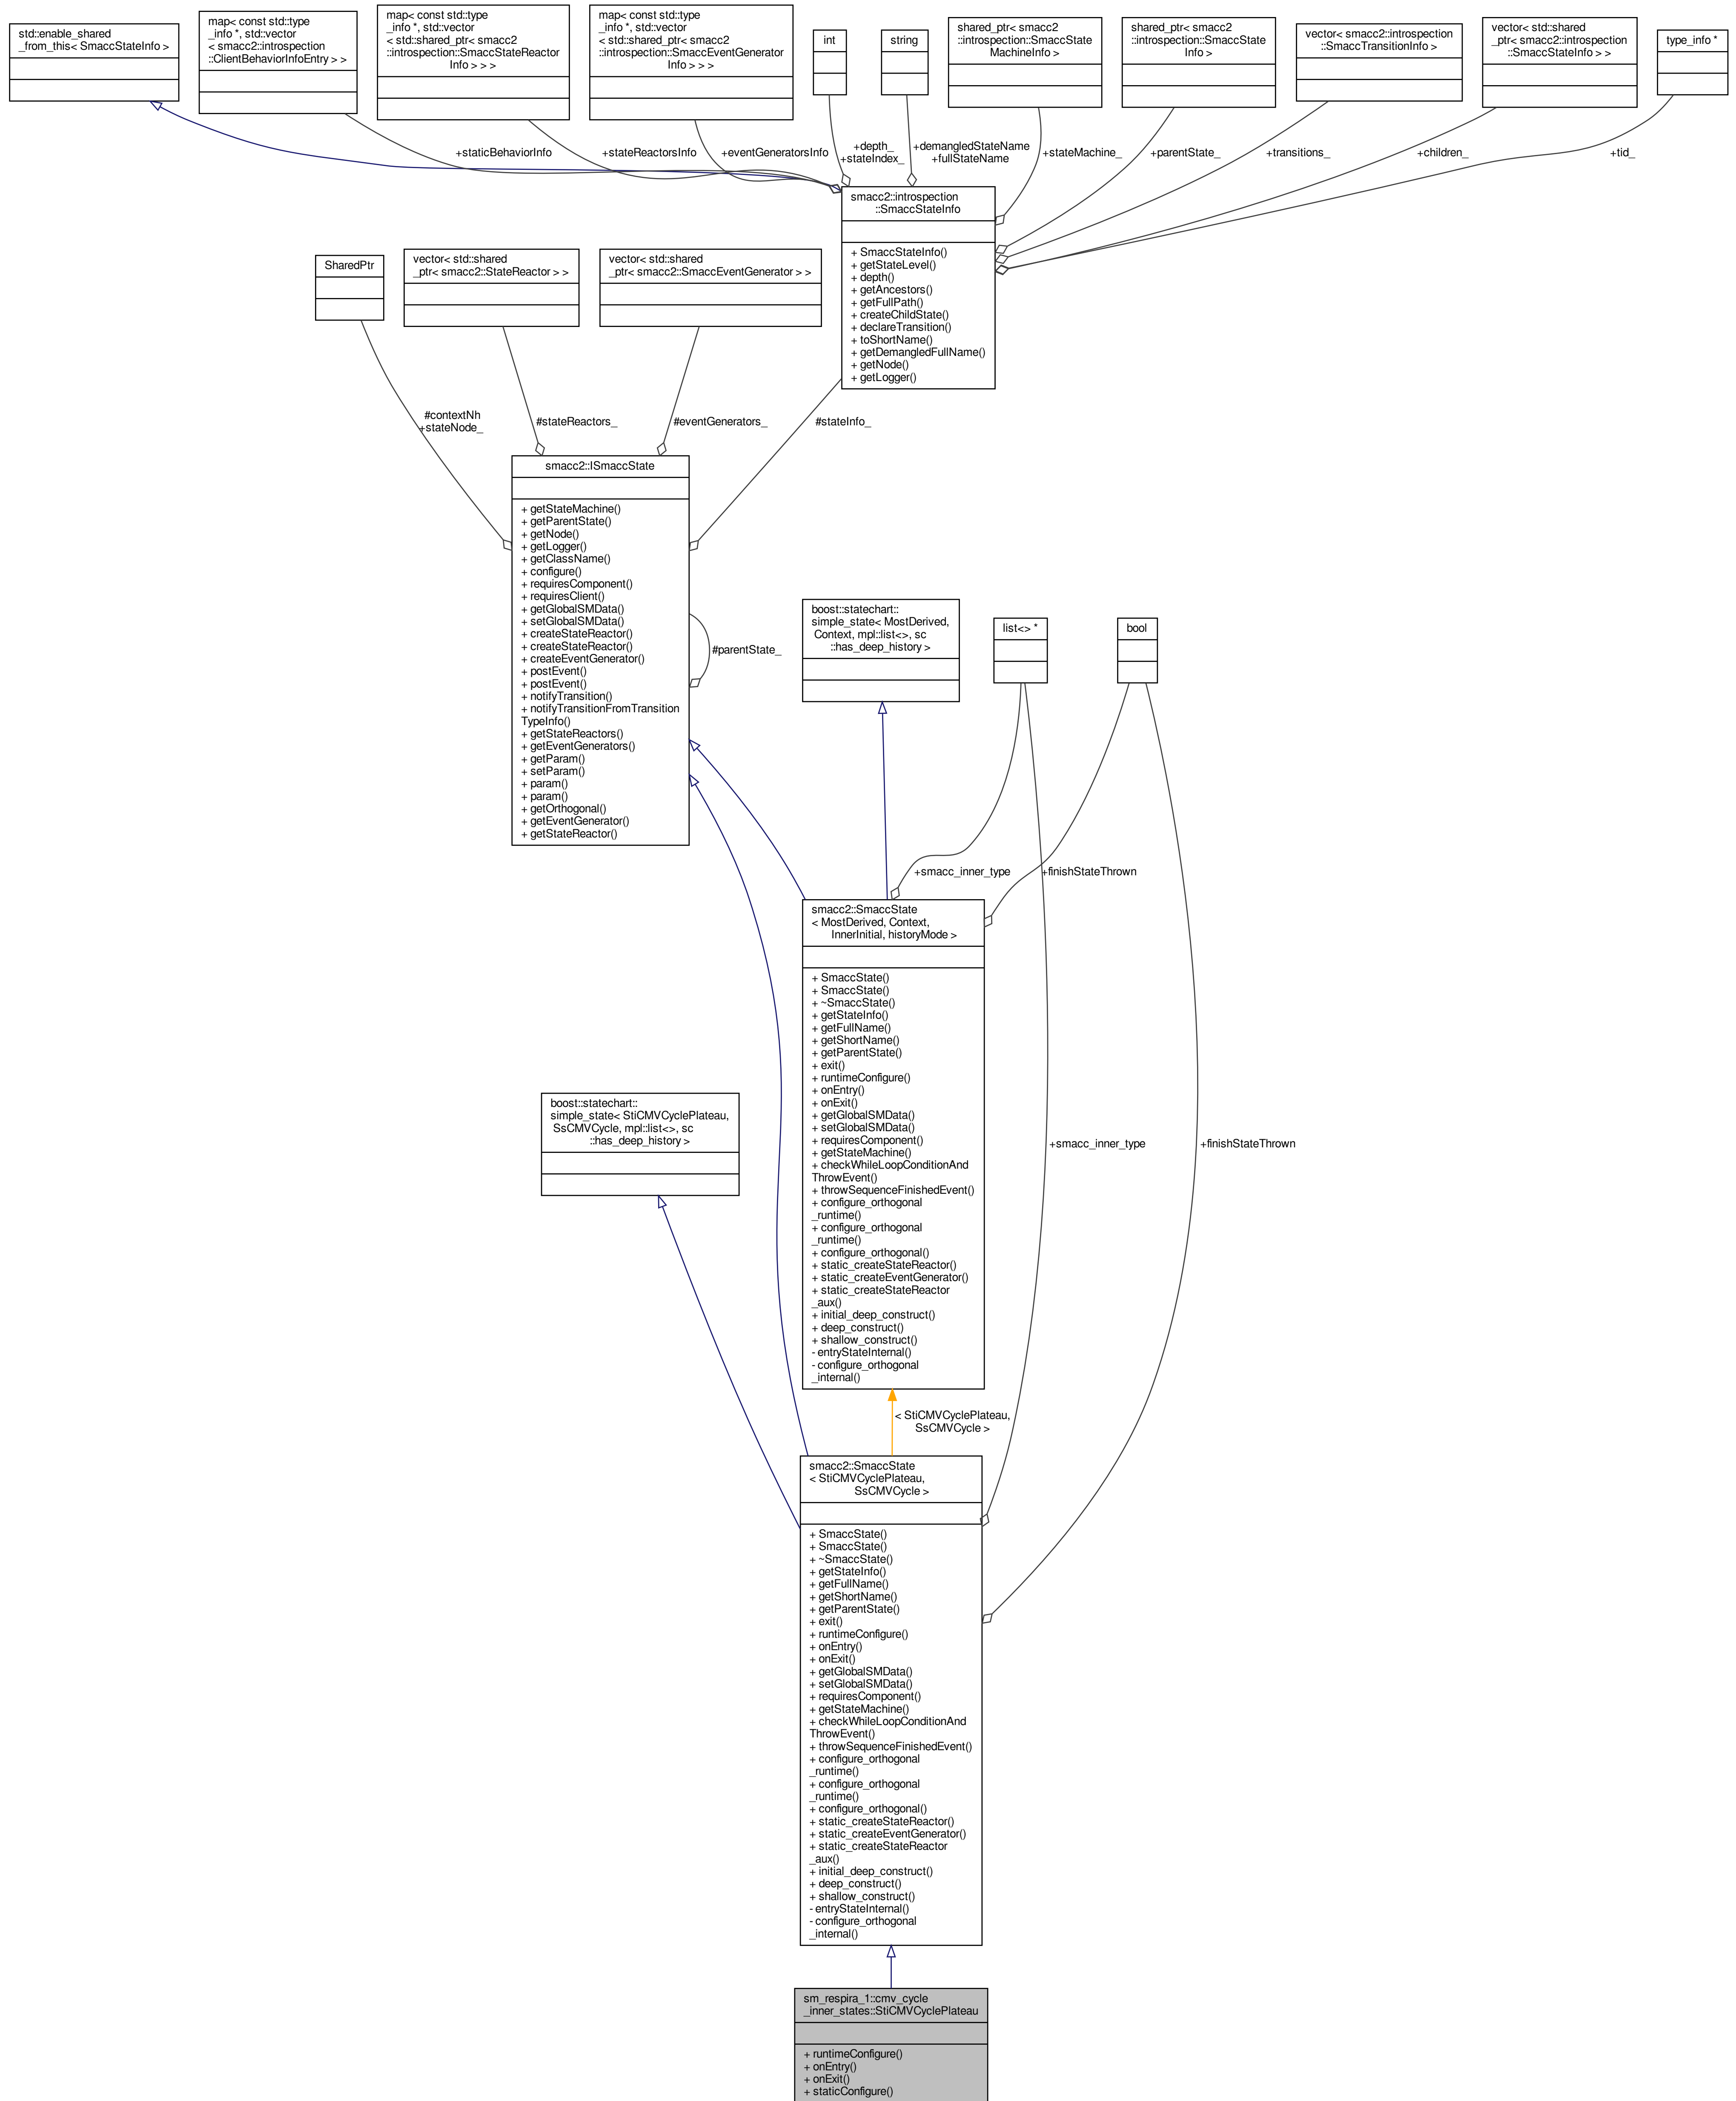 std::enable_shared
_from_this< SmaccStateInfo >
map< const std::type
_info *, std::vector
< smacc2::introspection
::ClientBehaviorInfoEntry > >
map< const std::type
_info *, std::vector
< std::shared_ptr< smacc2
::introspection::SmaccStateReactor
Info > > >
map< const std::type
_info *, std::vector
< std::shared_ptr< smacc2
::introspection::SmaccEventGenerator
Info > > >
int
string
shared_ptr< smacc2
::introspection::SmaccState
MachineInfo >
shared_ptr< smacc2
::introspection::SmaccState
Info >
vector< smacc2::introspection
::SmaccTransitionInfo >
vector< std::shared
_ptr< smacc2::introspection
::SmaccStateInfo > >
type_info *
+staticBehaviorInfo
+stateReactorsInfo
+eventGeneratorsInfo
+depth_
+stateIndex_
+demangledStateName
+fullStateName
+stateMachine_
+parentState_
+transitions_
+children_
+tid_
smacc2::introspection
::SmaccStateInfo
+ SmaccStateInfo()
+ getStateLevel()
+ depth()
+ getAncestors()
+ getFullPath()
+ createChildState()
+ declareTransition()
+ toShortName()
+ getDemangledFullName()
+ getNode()
+ getLogger()
SharedPtr
vector< std::shared
_ptr< smacc2::StateReactor > >
vector< std::shared
_ptr< smacc2::SmaccEventGenerator > >
#contextNh
+stateNode_
#stateReactors_
#eventGenerators_
#stateInfo_
smacc2::ISmaccState
+ getStateMachine()
+ getParentState()
+ getNode()
+ getLogger()
+ getClassName()
+ configure()
+ requiresComponent()
+ requiresClient()
+ getGlobalSMData()
+ setGlobalSMData()
+ createStateReactor()
+ createStateReactor()
+ createEventGenerator()
+ postEvent()
+ postEvent()
+ notifyTransition()
+ notifyTransitionFromTransition
TypeInfo()
+ getStateReactors()
+ getEventGenerators()
+ getParam()
+ setParam()
+ param()
+ param()
+ getOrthogonal()
+ getEventGenerator()
+ getStateReactor()
#parentState_
boost::statechart::
simple_state< MostDerived,
Context, mpl::list<>, sc
::has_deep_history >
list<> *
bool
+smacc_inner_type
+finishStateThrown
smacc2::SmaccState
< MostDerived, Context,
InnerInitial, historyMode >
+ SmaccState()
+ SmaccState()
+ ~SmaccState()
+ getStateInfo()
+ getFullName()
+ getShortName()
+ getParentState()
+ exit()
+ runtimeConfigure()
+ onEntry()
+ onExit()
+ getGlobalSMData()
+ setGlobalSMData()
+ requiresComponent()
+ getStateMachine()
+ checkWhileLoopConditionAnd
ThrowEvent()
+ throwSequenceFinishedEvent()
+ configure_orthogonal
_runtime()
+ configure_orthogonal
_runtime()
+ configure_orthogonal()
+ static_createStateReactor()
+ static_createEventGenerator()
+ static_createStateReactor
_aux()
+ initial_deep_construct()
+ deep_construct()
+ shallow_construct()
- entryStateInternal()
- configure_orthogonal
_internal()
boost::statechart::
simple_state< StiCMVCyclePlateau,
SsCMVCycle, mpl::list<>, sc
::has_deep_history >
+smacc_inner_type
+finishStateThrown
< StiCMVCyclePlateau,
SsCMVCycle >
smacc2::SmaccState
< StiCMVCyclePlateau,
SsCMVCycle >
+ SmaccState()
+ SmaccState()
+ ~SmaccState()
+ getStateInfo()
+ getFullName()
+ getShortName()
+ getParentState()
+ exit()
+ runtimeConfigure()
+ onEntry()
+ onExit()
+ getGlobalSMData()
+ setGlobalSMData()
+ requiresComponent()
+ getStateMachine()
+ checkWhileLoopConditionAnd
ThrowEvent()
+ throwSequenceFinishedEvent()
+ configure_orthogonal
_runtime()
+ configure_orthogonal
_runtime()
+ configure_orthogonal()
+ static_createStateReactor()
+ static_createEventGenerator()
+ static_createStateReactor
_aux()
+ initial_deep_construct()
+ deep_construct()
+ shallow_construct()
- entryStateInternal()
- configure_orthogonal
_internal()
sm_respira_1::cmv_cycle
_inner_states::StiCMVCyclePlateau
+ runtimeConfigure()
+ onEntry()
+ onExit()
+ staticConfigure()